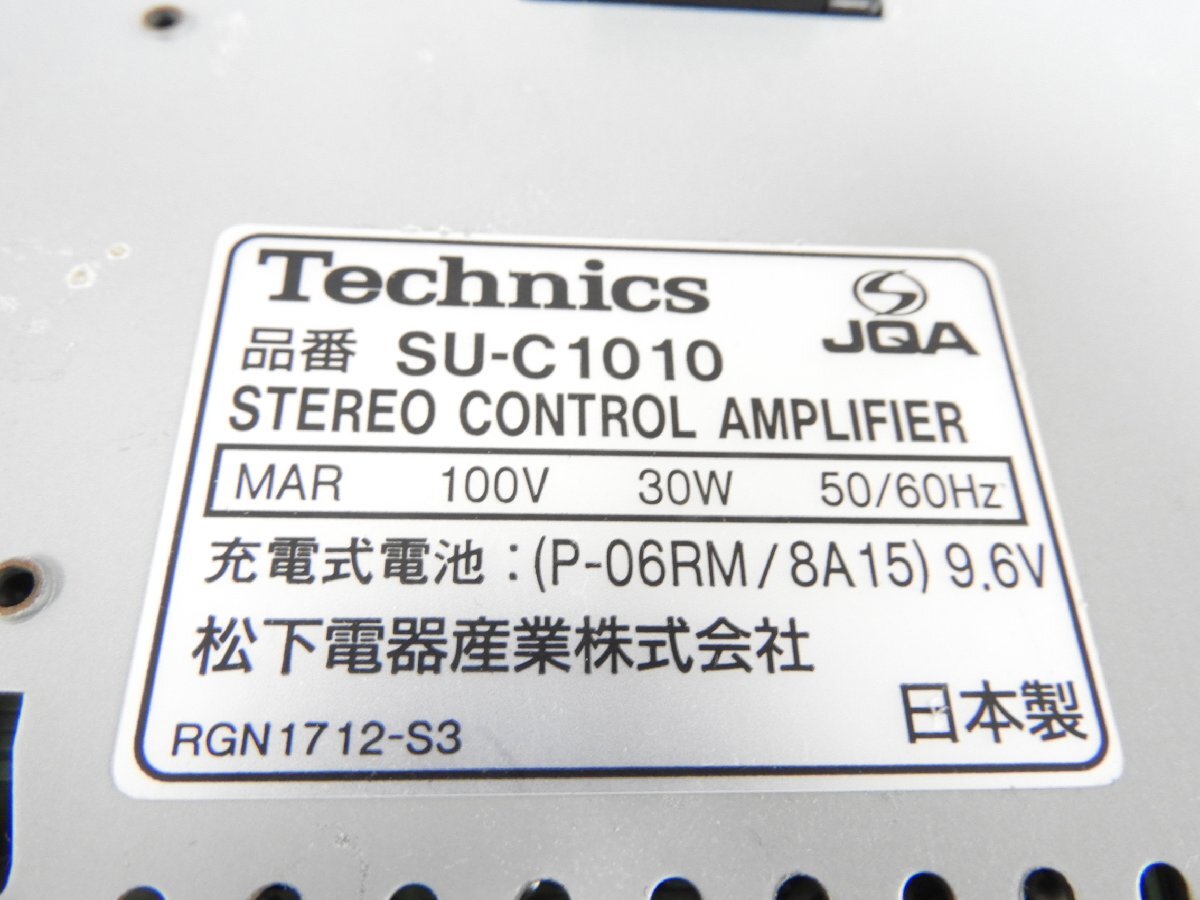 Technics
JQA
品番 SU-C1010
STEREO CONTROL AMPLIFIER
MAR 100V 30W 50/60Hz
充電式電池 : (P-06RM/8A15) 9.6V
松下電器産業株式会社
日本製
RGN1712-S3